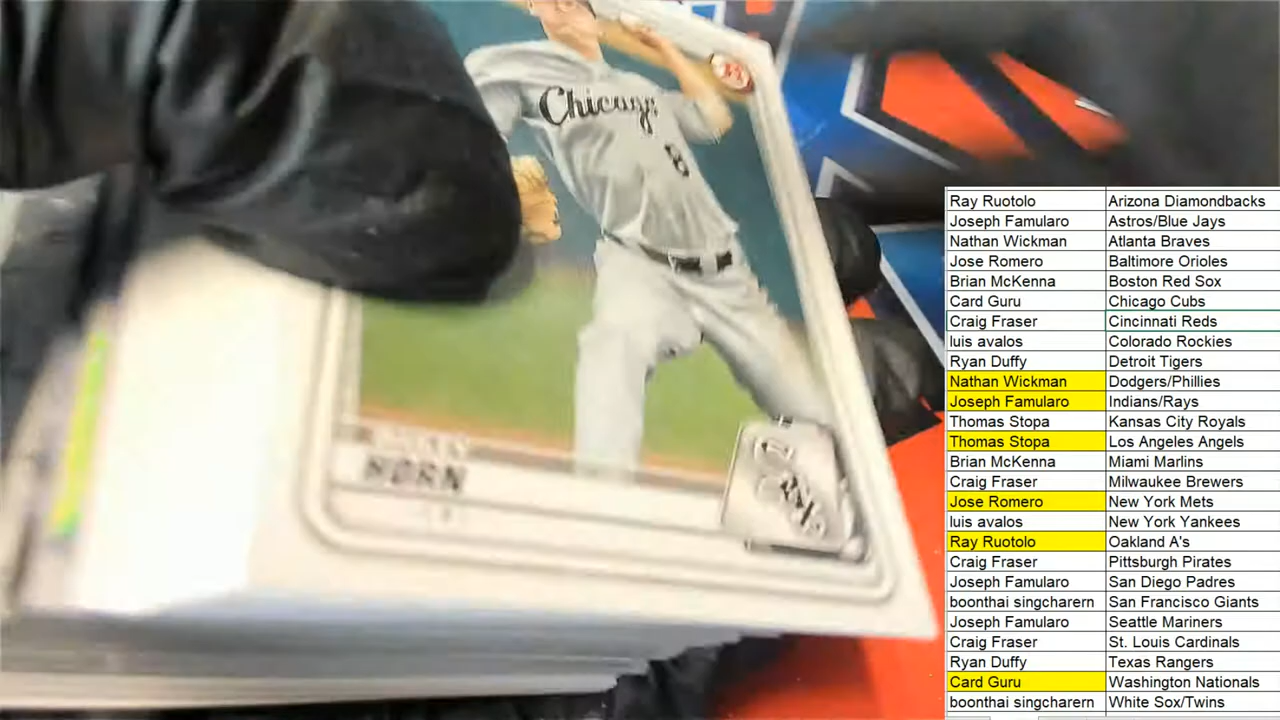 Chicago
8
HORN
Sox
Ray Ruotolo Arizona Diamondbacks
Joseph Famularo Astros/Blue Jays
Nathan Wickman Atlanta Braves
Jose Romero Baltimore Orioles
Brian McKenna Boston Red Sox
Card Guru Chicago Cubs
Craig Fraser Cincinnati Reds
luis avalos Colorado Rockies
Ryan Duffy Detroit Tigers
Nathan Wickman Dodgers/Phillies
Joseph Famularo Indians/Rays
Thomas Stopa Kansas City Royals
Thomas Stopa Los Angeles Angels
Brian McKenna Miami Marlins
Craig Fraser Milwaukee Brewers
Jose Romero New York Mets
luis avalos New York Yankees
Ray Ruotolo Oakland A's
Craig Fraser Pittsburgh Pirates
Joseph Famularo San Diego Padres
boonthai singcharern San Francisco Giants
Joseph Famularo Seattle Mariners
Craig Fraser St. Louis Cardinals
Ryan Duffy Texas Rangers
Card Guru Washington Nationals
boonthai singcharern White Sox/Twins